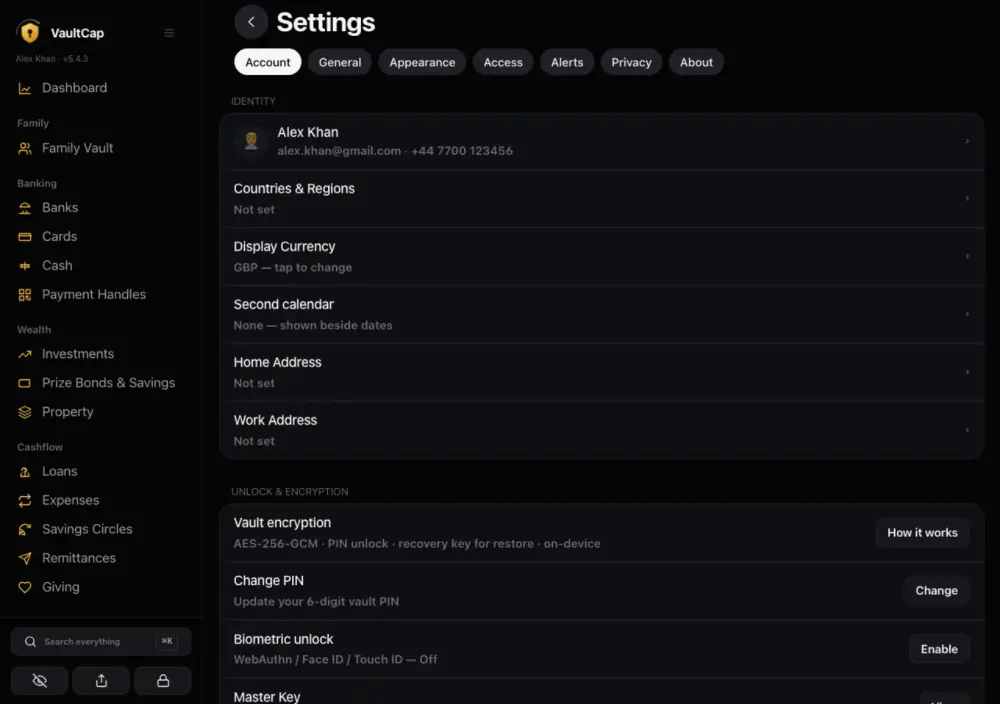 VaultCap
Alex Khan · v5.4.3
Dashboard
Family
Family Vault
Banking
Banks
Cards
Cash
Payment Handles
Wealth
Investments
Prize Bonds & Savings
Property
Cashflow
Loans
Expenses
Savings Circles
Remittances
Giving
Search everything ⌘K
Settings
Account General Appearance Access Alerts Privacy About
IDENTITY
Alex Khan
alex.khan@gmail.com · +44 7700 123456
Countries & Regions
Not set
Display Currency
GBP — tap to change
Second calendar
None — shown beside dates
Home Address
Not set
Work Address
Not set
UNLOCK & ENCRYPTION
Vault encryption
AES-256-GCM · PIN unlock · recovery key for restore · on-device
How it works
Change PIN
Update your 6-digit vault PIN
Change
Biometric unlock
WebAuthn / Face ID / Touch ID — Off
Enable
Master Key